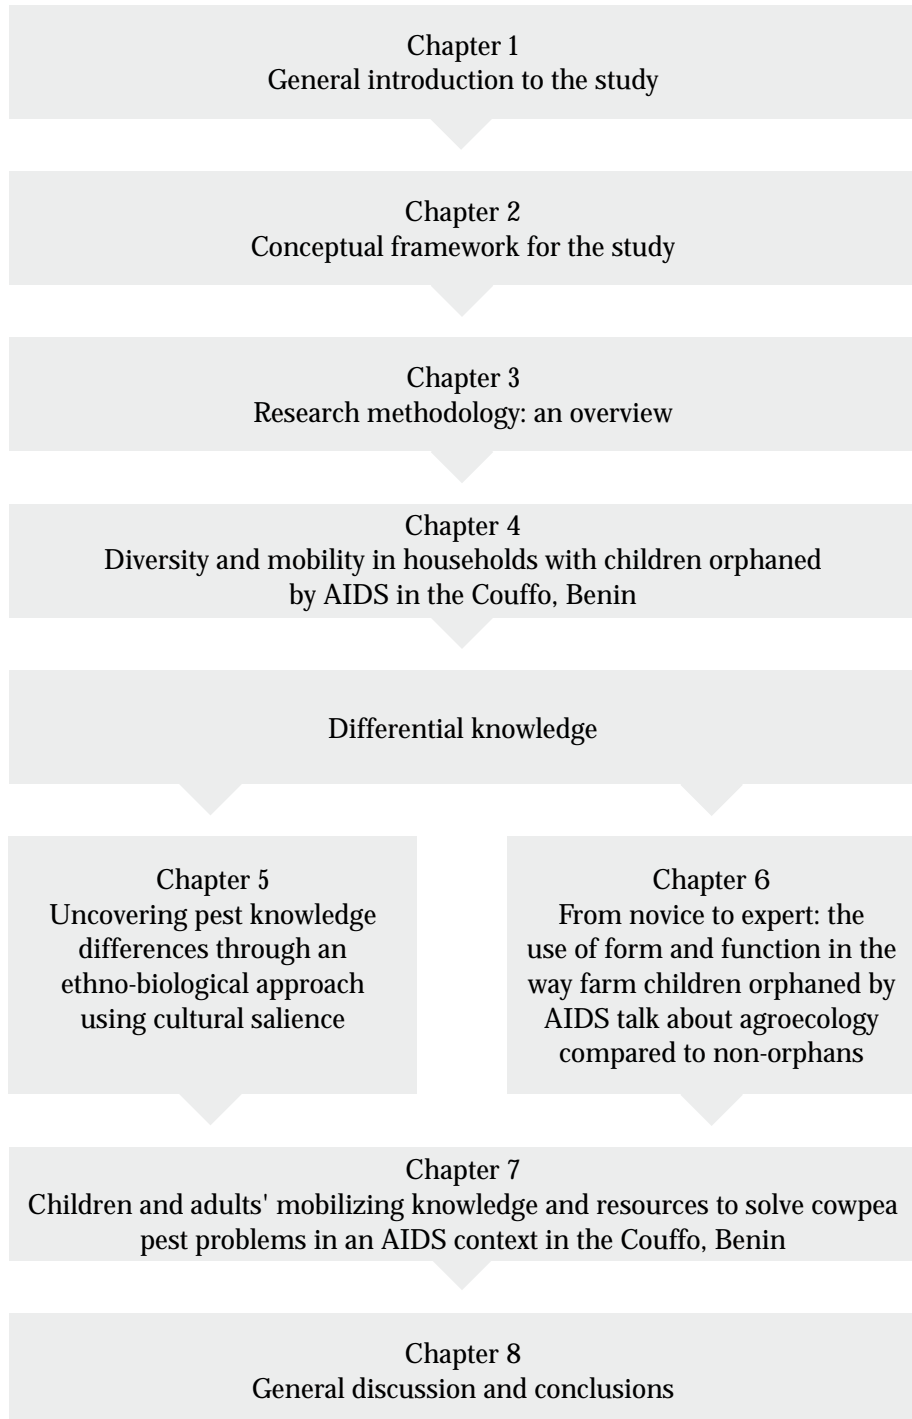 Chapter 1
General introduction to the study
Chapter 2
Conceptual framework for the study
Chapter 3
Research methodology: an overview
Chapter 4
Diversity and mobility in households with children orphaned
by AIDS in the Couffo, Benin
Differential knowledge
Chapter 5
Uncovering pest knowledge
differences through an
ethno-biological approach
using cultural salience
Chapter 6
From novice to expert: the
use of form and function in the
way farm children orphaned by
AIDS talk about agroecology
compared to non-orphans
Chapter 7
Children and adults' mobilizing knowledge and resources to solve cowpea
pest problems in an AIDS context in the Couffo, Benin
Chapter 8
General discussion and conclusions